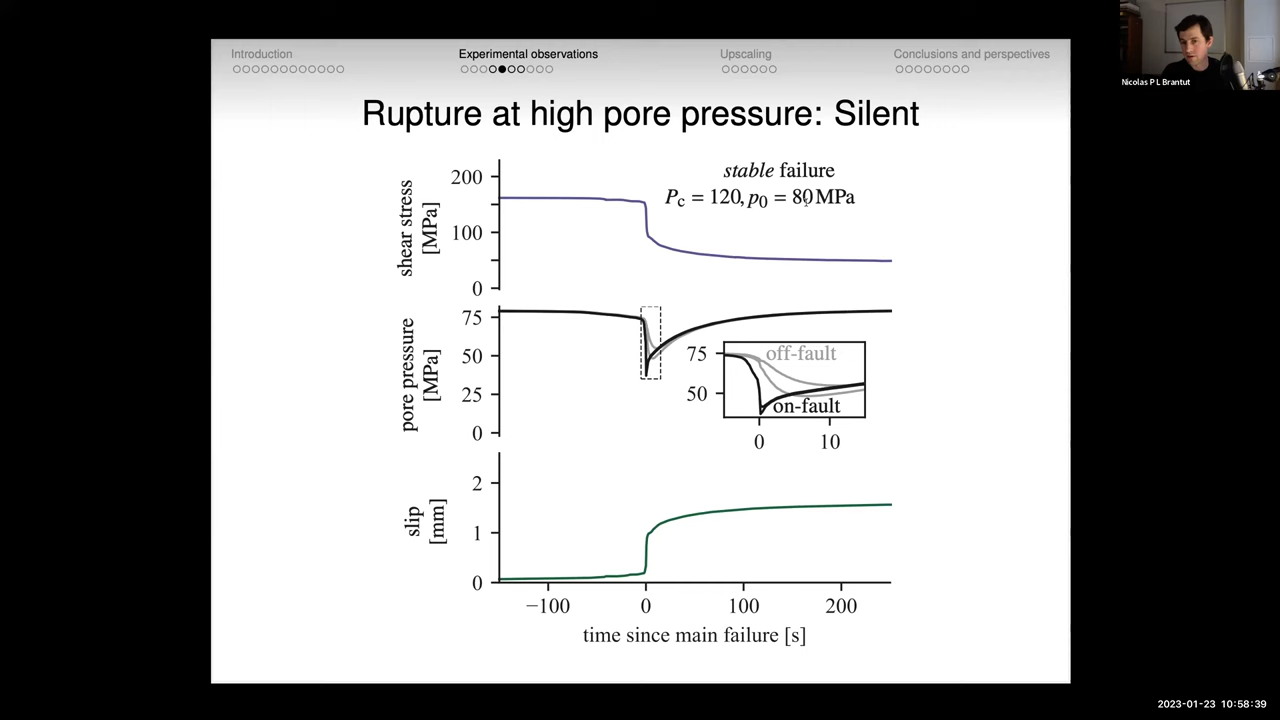 Introduction
Experimental observations
Upscaling
Conclusions and perspectives
Nicolas P L Brantut
Rupture at high pore pressure: Silent
stable failure
Pc = 120, p0 = 80 MPa
200
100
0
shear stress
[MPa]
75
50
25
0
pore pressure
[MPa]
75
50
off-fault
on-fault
0 10
2
1
0
slip
[mm]
−100 0 100 200
time since main failure [s]
2023-01-23 10:58:39